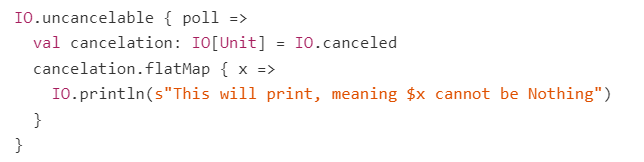 IO.uncancelable { poll =>
  val cancelation: IO[Unit] = IO.canceled
  cancelation.flatMap { x =>
    IO.println(s"This will print, meaning $x cannot be Nothing")
  }
}